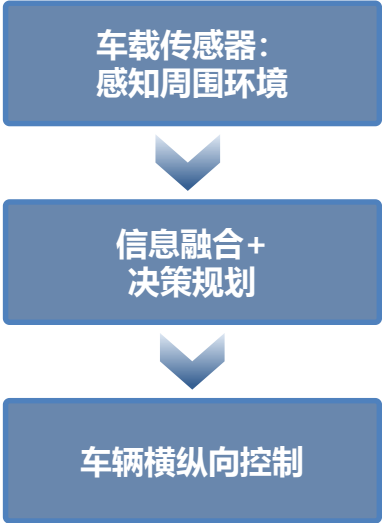 车载传感器：
感知周围环境
信息融合+
决策规划
车辆横纵向控制